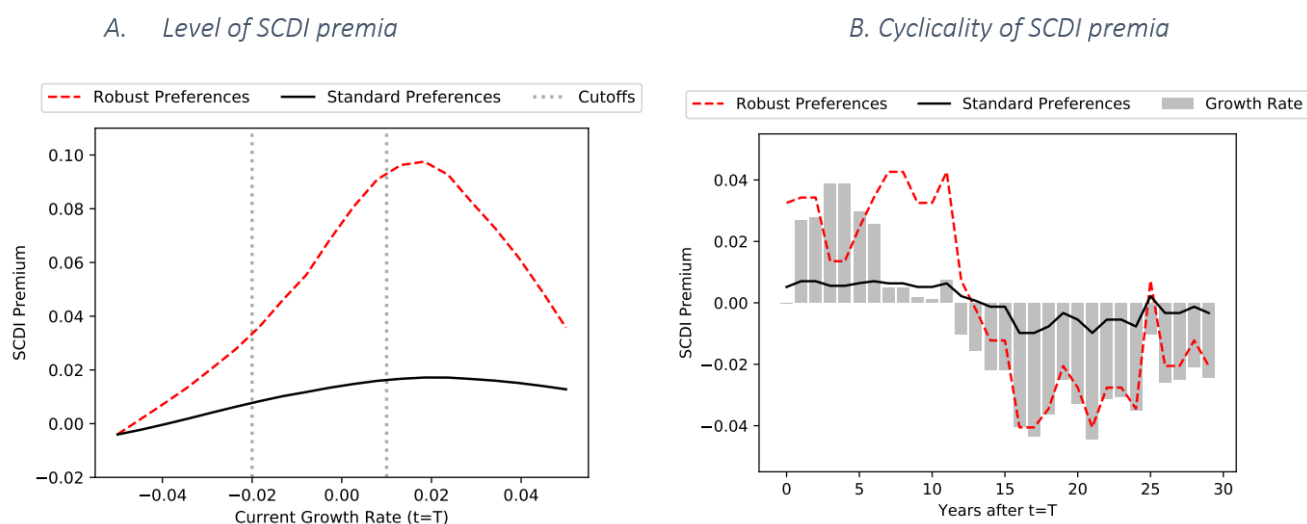 A. Level of SCDI premia
Robust Preferences Standard Preferences Cutoffs
SCDI Premium
0.10
0.08
0.06
0.04
0.02
0.00
−0.02
−0.04 −0.02 0.00 0.02 0.04
Current Growth Rate (t=T)
B. Cyclicality of SCDI premia
Robust Preferences Standard Preferences Growth Rate
SCDI Premium
0.04
0.02
0.00
−0.02
−0.04
0 5 10 15 20 25 30
Years after t=T